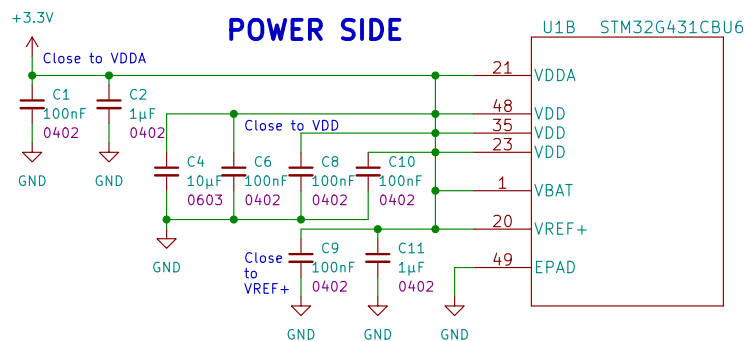 POWER SIDE
+3.3V
U1B STM32G431CBU6
Close to VDDA
21 VDDA
C1
100nF
0402
C2
1µF
0402
48 VDD
Close to VDD
35 VDD
23 VDD
GND
GND
C4
10µF
0603
C6
100nF
0402
C8
100nF
0402
C10
100nF
0402
1 VBAT
20 VREF+
GND
Close
to
VREF+
C9
100nF
0402
C11
1µF
0402
49 EPAD
GND
GND
GND